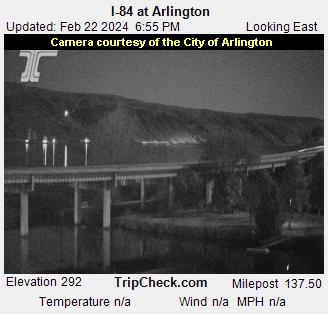 I-84 at Arlington
Updated: Feb 22 2024 6:55 PM Looking East
Camera courtesy of the City of Arlington
Elevation 292 TripCheck.com Milepost 137.50
Temperature n/a Wind n/a MPH n/a